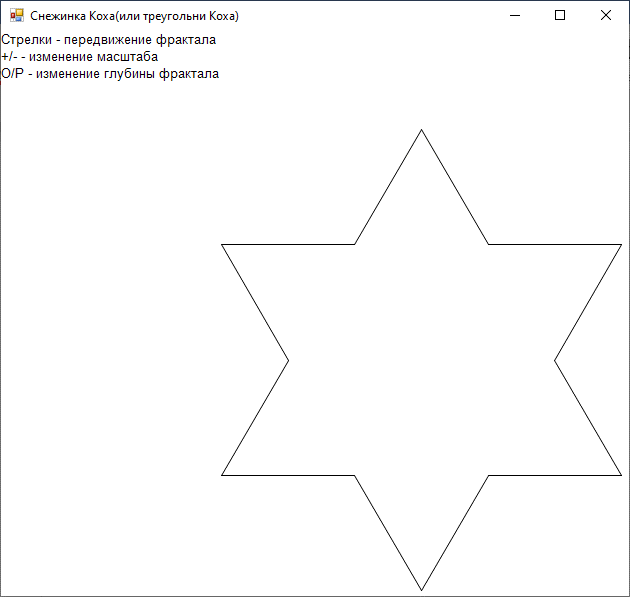 Снежинка Коха(или треугольни Коха)
Стрелки - передвижение фрактала
+/- - изменение масштаба
O/P - изменение глубины фрактала